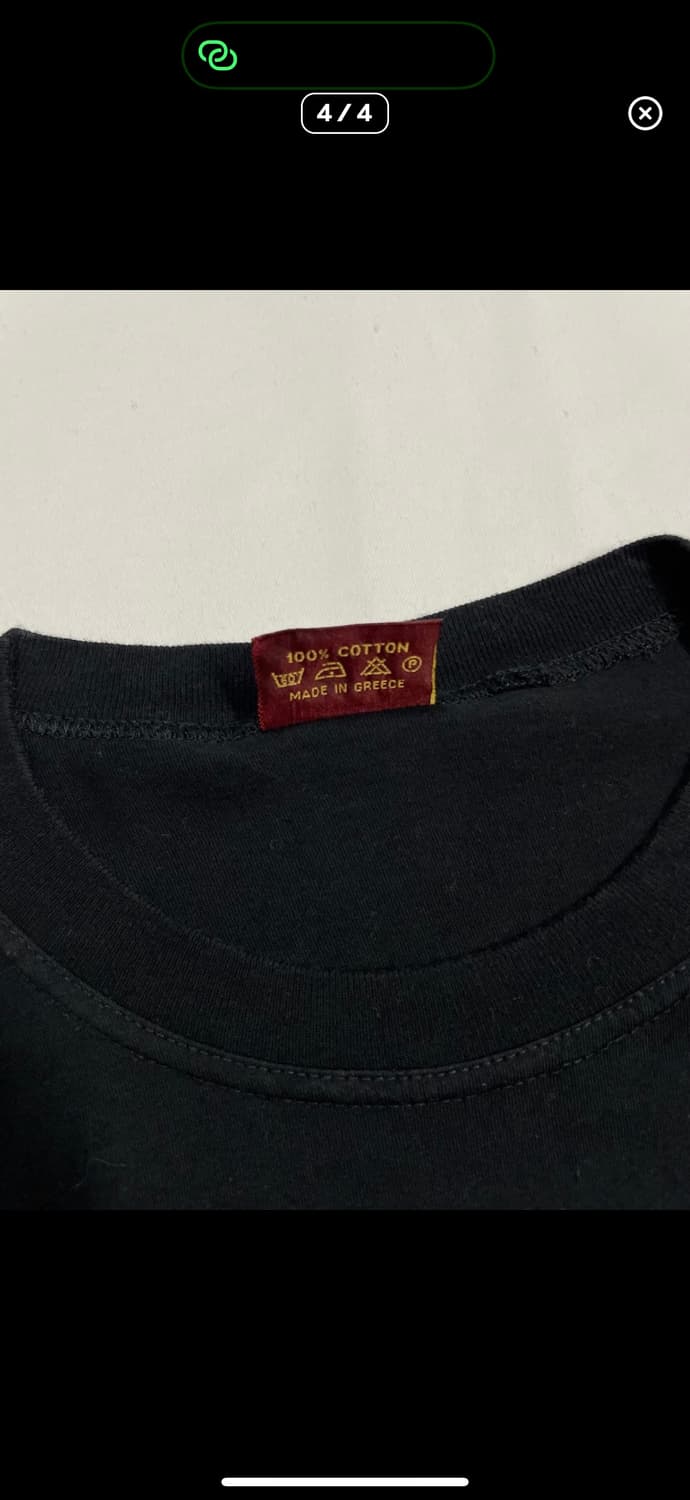 4/4
100% COTTON
P
MADE IN GREECE